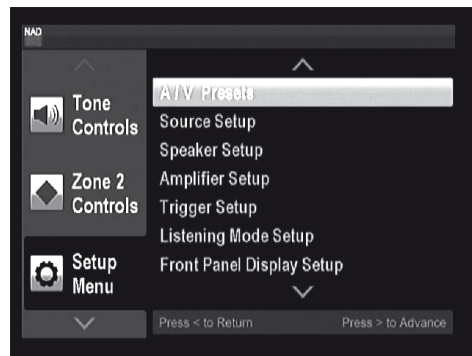 NAD
Tone
Controls
Zone 2
Controls
Setup
Menu
A / V Presets
Source Setup
Speaker Setup
Amplifier Setup
Trigger Setup
Listening Mode Setup
Front Panel Display Setup
Press < to Return
Press > to Advance